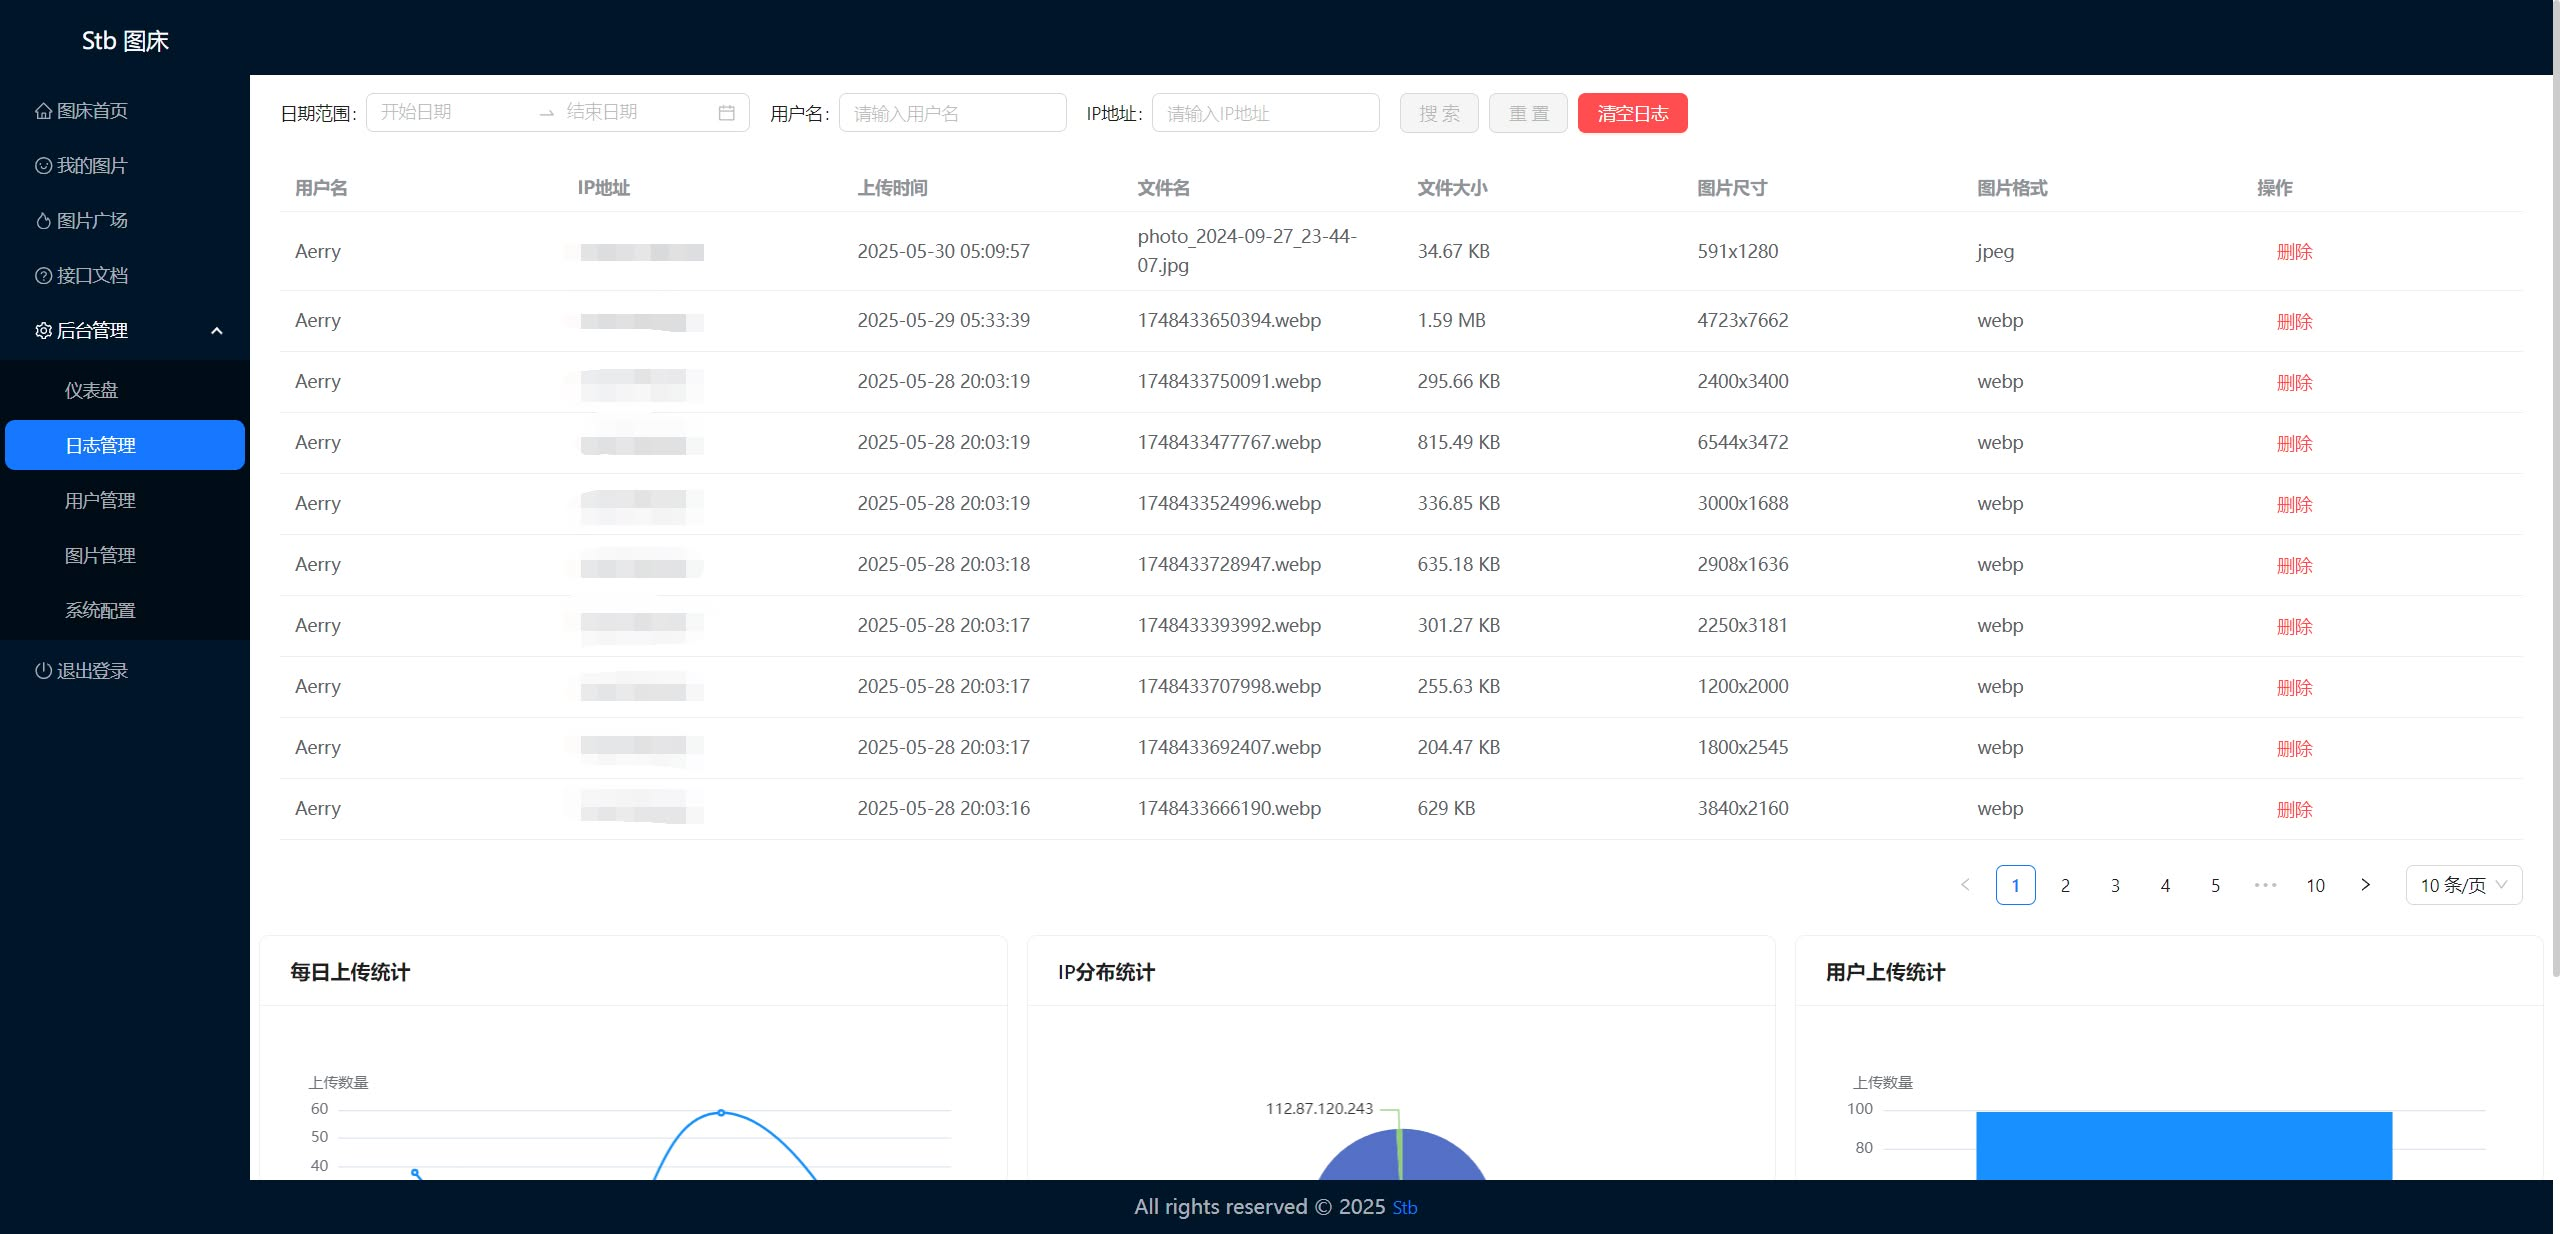 Stb 图床
图床首页
我的图片
图片广场
接口文档
后台管理
仪表盘
日志管理
用户管理
图片管理
系统配置
退出登录
日期范围: 开始日期 结束日期 用户名: 请输入用户名 IP地址: 请输入IP地址 搜 索 重 置 清空日志
用户名 IP地址 上传时间 文件名 文件大小 图片尺寸 图片格式 操作
Aerry 2025-05-30 05:09:57 photo_2024-09-27_23-44-
07.jpg 34.67 KB 591x1280 jpeg 删除
Aerry 2025-05-29 05:33:39 1748433650394.webp 1.59 MB 4723x7662 webp 删除
Aerry 2025-05-28 20:03:19 1748433750091.webp 295.66 KB 2400x3400 webp 删除
Aerry 2025-05-28 20:03:19 1748433477767.webp 815.49 KB 6544x3472 webp 删除
Aerry 2025-05-28 20:03:19 1748433524996.webp 336.85 KB 3000x1688 webp 删除
Aerry 2025-05-28 20:03:18 1748433728947.webp 635.18 KB 2908x1636 webp 删除
Aerry 2025-05-28 20:03:17 1748433393992.webp 301.27 KB 2250x3181 webp 删除
Aerry 2025-05-28 20:03:17 1748433707998.webp 255.63 KB 1200x2000 webp 删除
Aerry 2025-05-28 20:03:17 1748433692407.webp 204.47 KB 1800x2545 webp 删除
Aerry 2025-05-28 20:03:16 1748433666190.webp 629 KB 3840x2160 webp 删除
1 2 3 4 5 ••• 10 10 条/页
每日上传统计
上传数量
60
50
40
IP分布统计
112.87.120.243
用户上传统计
上传数量
100
80
All rights reserved © 2025 Stb